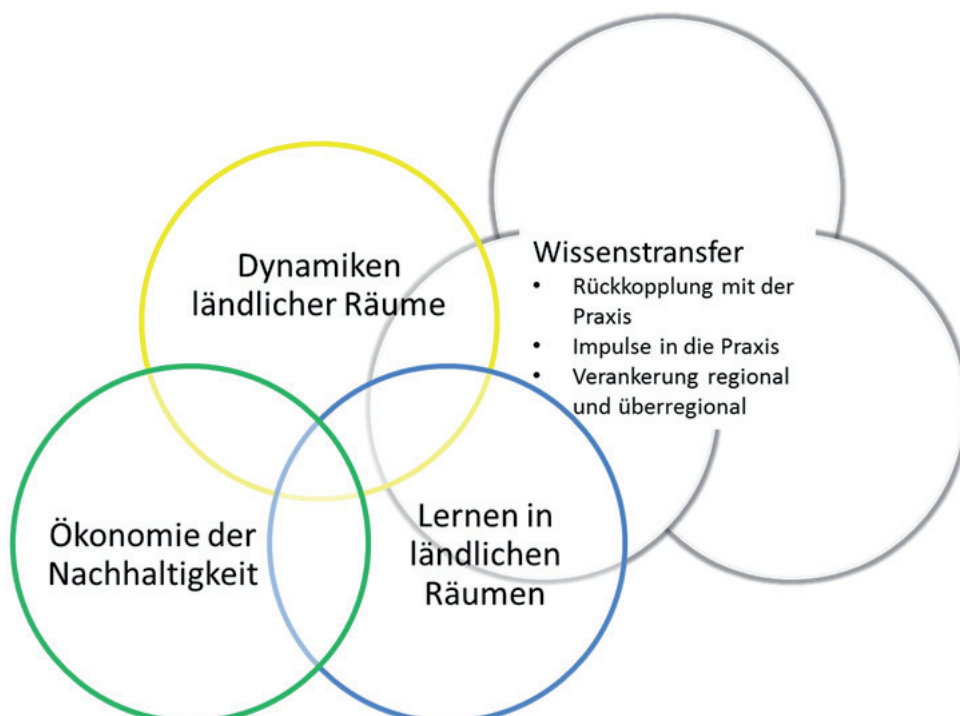 Dynamiken
ländlicher Räume
Wissenstransfer
• Rückkopplung mit der
Praxis
• Impulse in die Praxis
• Verankerung regional
und überregional
Ökonomie der
Nachhaltigkeit
Lernen in
ländlichen
Räumen